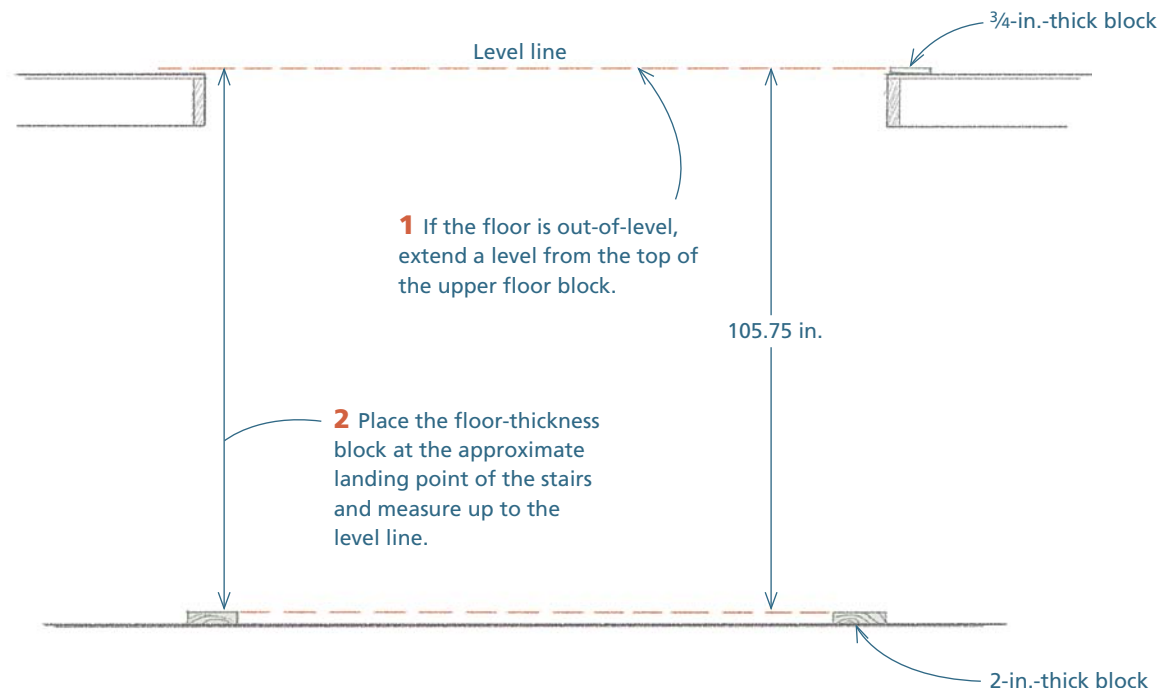 ¾-in.-thick block
Level line
1 If the floor is out-of-level,
extend a level from the top of
the upper floor block.
105.75 in.
2 Place the floor-thickness
block at the approximate
landing point of the stairs
and measure up to the
level line.
2-in.-thick block